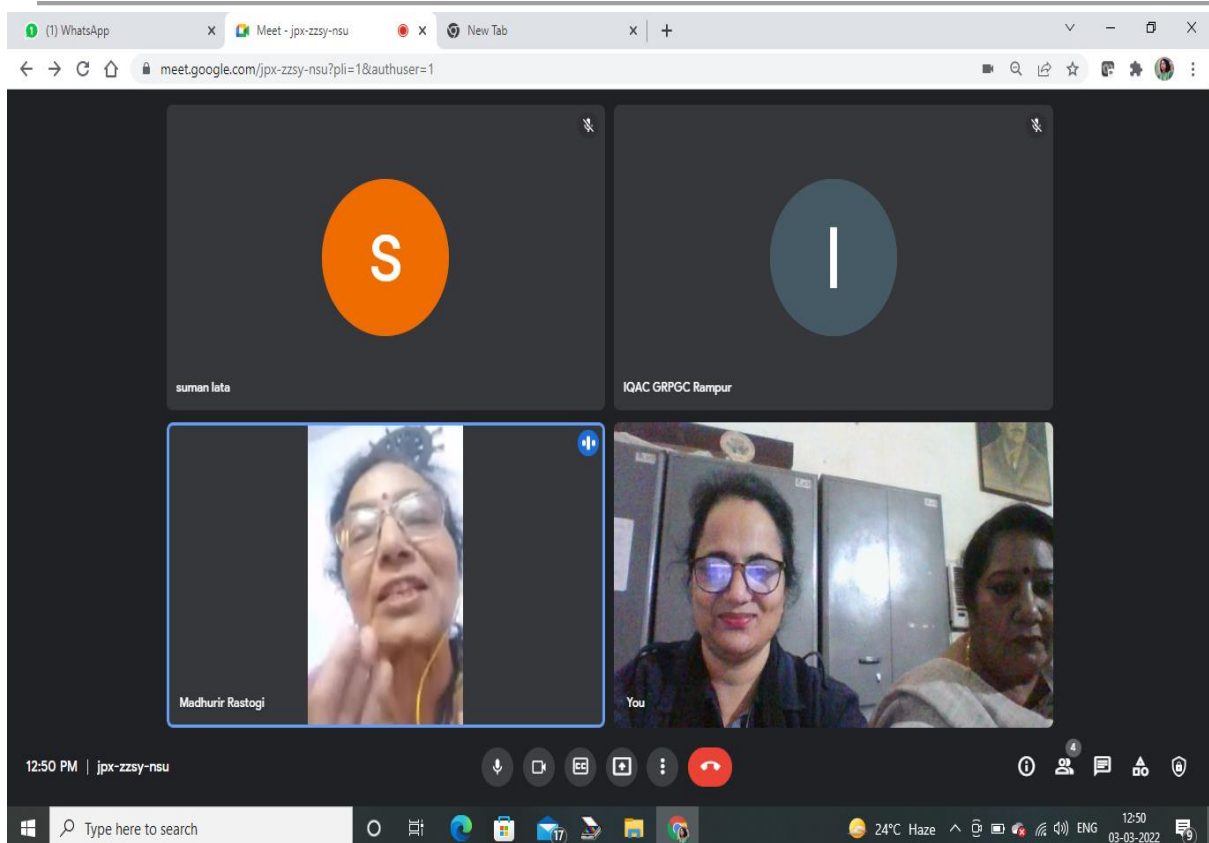 1 (1) WhatsApp
Meet - jpx-zzsy-nsu
New Tab
meet.google.com/jpx-zzsy-nsu?pli=1&authuser=1
S
suman lata
I
IQAC GRPGC Rampur
Madhurir Rastogi
You
12:50 PM | jpx-zzsy-nsu
CC
4
Type here to search
17
24°C Haze
ENG
12:50
03-03-2022
9